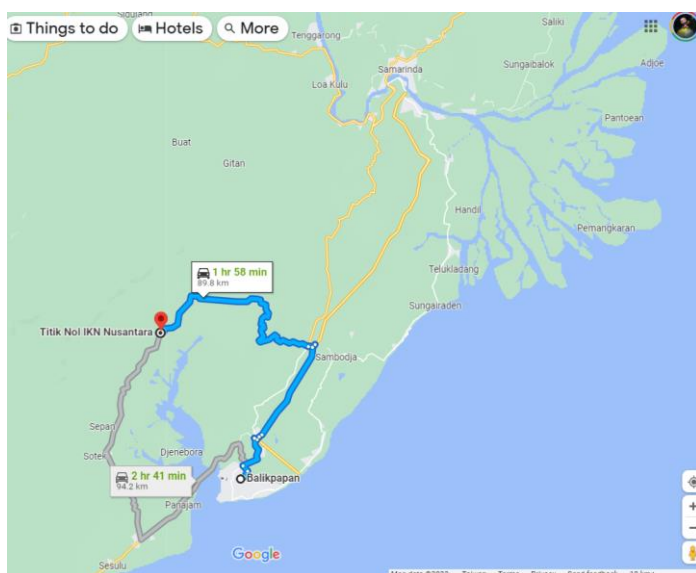 Sidulang
Things to do
Hotels
More
Tenggarong
Saliki
Samarinda
Sungaibalok
Adjoe
Loa Kulu
Pantoean
Buat
Gitan
Handil
Pemangkaran
Telukladang
1 hr 58 min
89.8 km
Sungairaden
Titik Nol IKN Nusantara
Sambodja
Sepan
Sotek
Djenebora
2 hr 41 min
94.2 km
Balikpapan
Panajam
Sesulu
Google